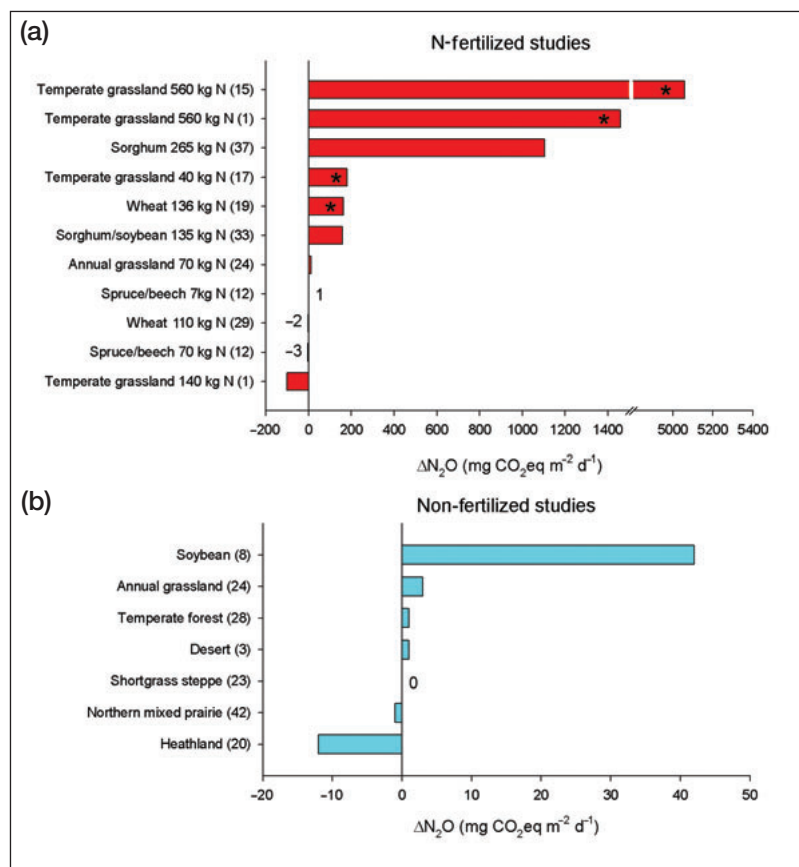 (a)
N-fertilized studies
Temperate grassland 560 kg N (15)
*
Temperate grassland 560 kg N (1)
*
Sorghum 265 kg N (37)
Temperate grassland 40 kg N (17)
*
Wheat 136 kg N (19)
*
Sorghum/soybean 135 kg N (33)
Annual grassland 70 kg N (24)
Spruce/beech 7kg N (12) 1
Wheat 110 kg N (29) −2
Spruce/beech 70 kg N (12) −3
Temperate grassland 140 kg N (1)
−200 0 200 400 600 800 1000 1200 1400 5000 5200 5400
ΔN₂O (mg CO₂eq m⁻² d⁻¹)
(b)
Non-fertilized studies
Soybean (8)
Annual grassland (24)
Temperate forest (28)
Desert (3)
Shortgrass steppe (23) 0
Northern mixed prairie (42)
Heathland (20)
−20 −10 0 10 20 30 40 50
ΔN₂O (mg CO₂eq m⁻² d⁻¹)